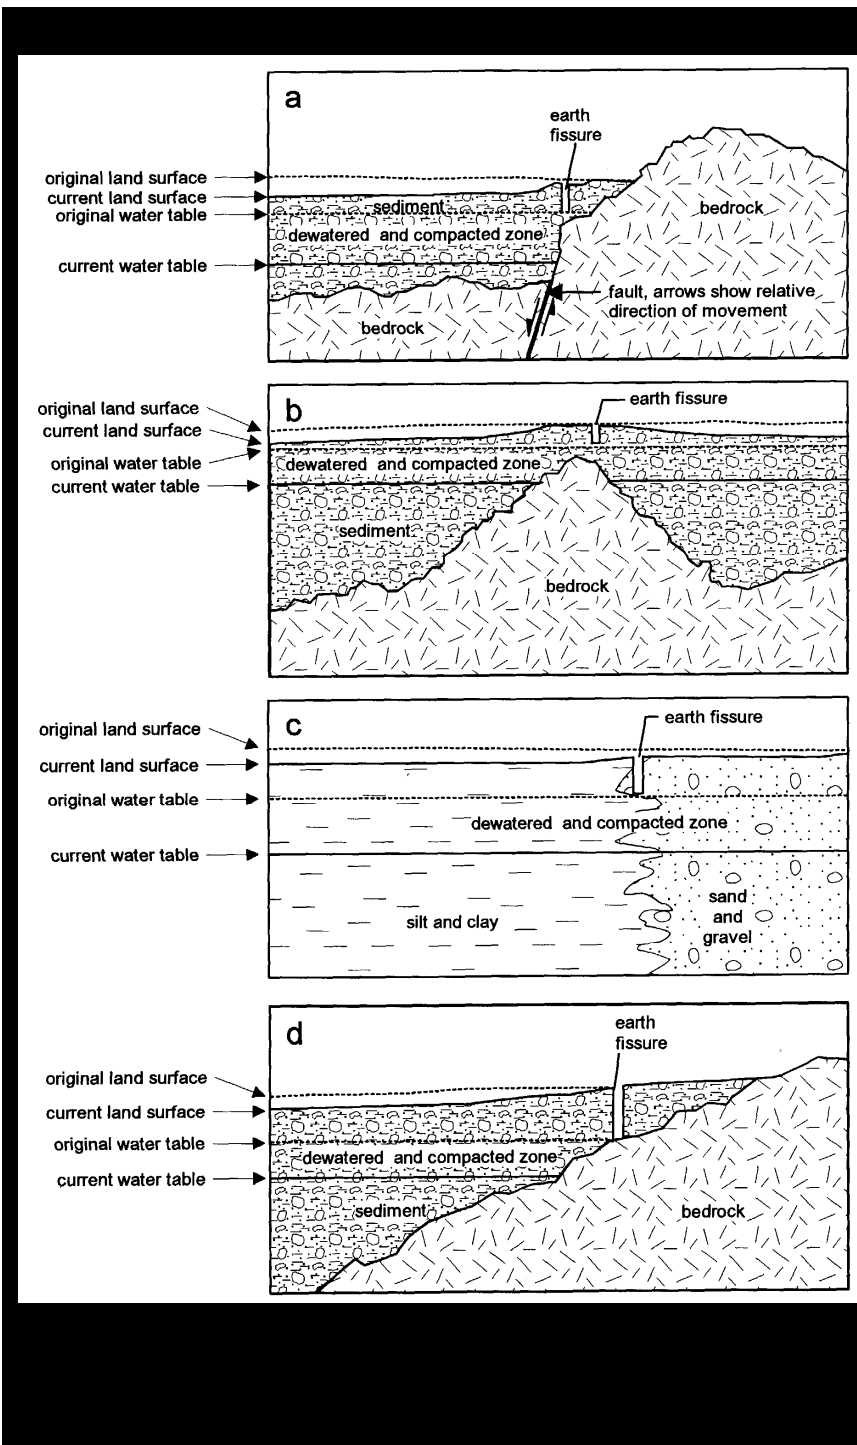 a
earth
fissure
original land surface
current land surface
sediment
original water table
bedrock
dewatered and compacted zone
current water table
fault, arrows show relative
direction of movement
bedrock
b
earth fissure
original land surface
current land surface
original water table
dewatered and compacted zone
current water table
sediment
bedrock
c
earth fissure
original land surface
current land surface
original water table
dewatered and compacted zone
current water table
silt and clay
sand
and
gravel
d
earth
fissure
original land surface
current land surface
original water table
dewatered and compacted zone
current water table
sediment
bedrock